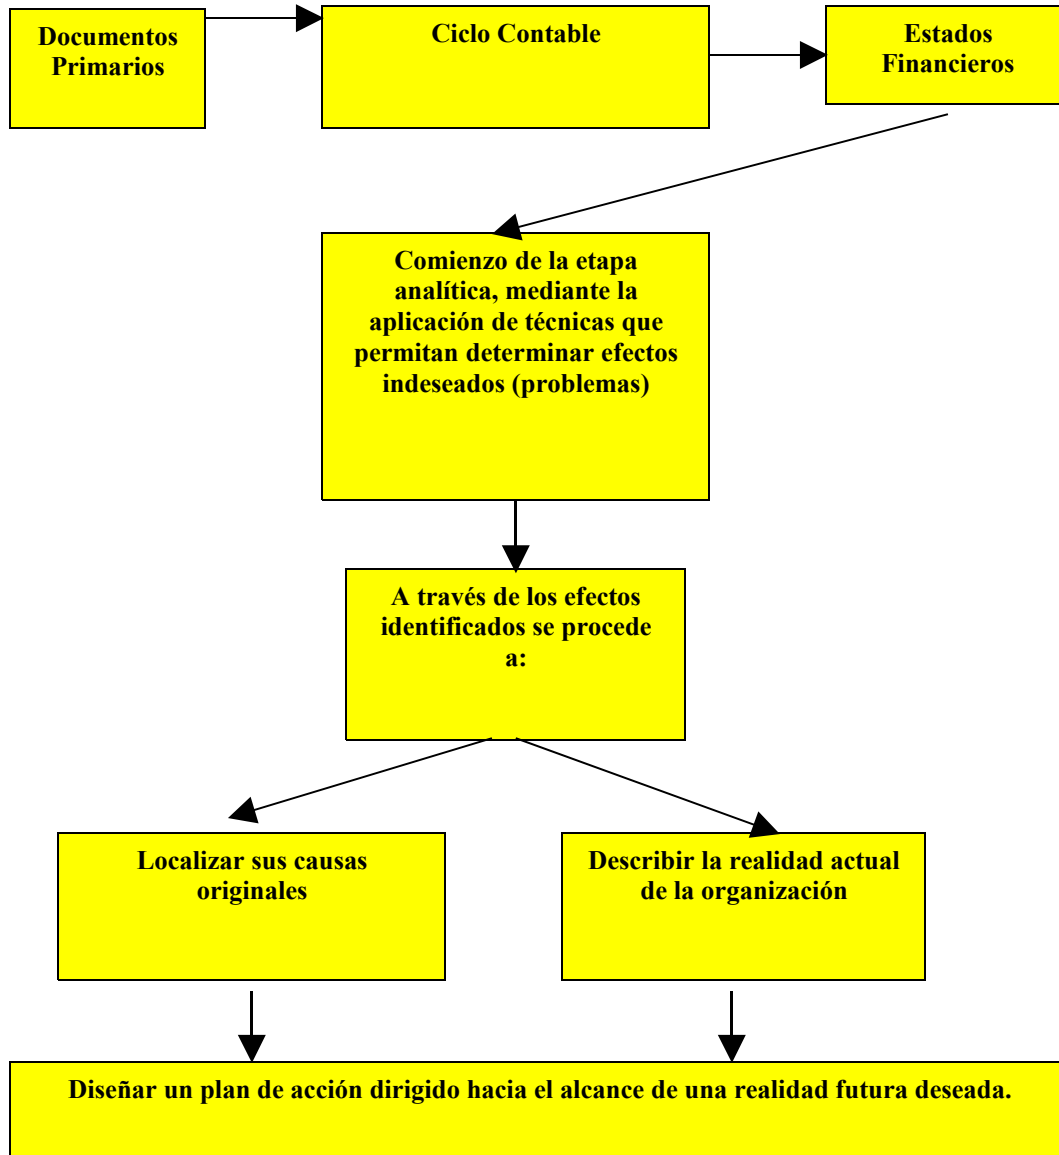 Documentos
Primarios
Ciclo Contable
Estados
Financieros
Comienzo de la etapa
analítica, mediante la
aplicación de técnicas que
permitan determinar efectos
indeseados (problemas)
A través de los efectos
identificados se procede
a:
Localizar sus causas
originales
Describir la realidad actual
de la organización
Diseñar un plan de acción dirigido hacia el alcance de una realidad futura deseada.